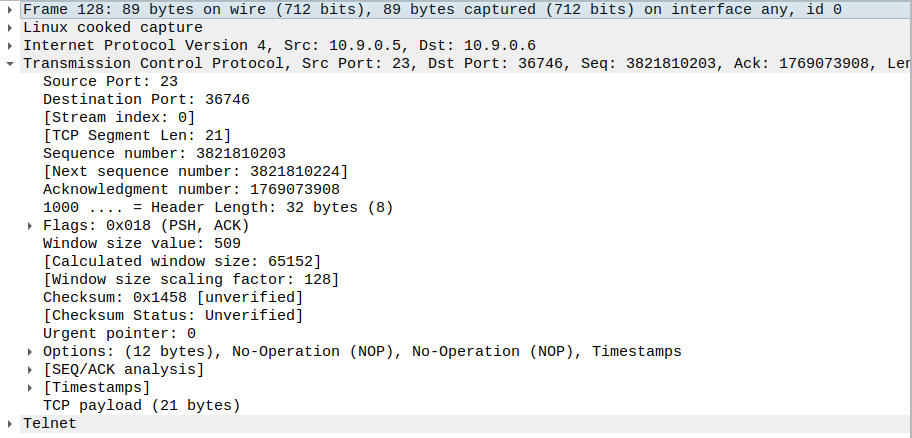 Frame 128: 89 bytes on wire (712 bits), 89 bytes captured (712 bits) on interface any, id 0
Linux cooked capture
Internet Protocol Version 4, Src: 10.9.0.5, Dst: 10.9.0.6
Transmission Control Protocol, Src Port: 23, Dst Port: 36746, Seq: 3821810203, Ack: 1769073908, Ler
Source Port: 23
Destination Port: 36746
[Stream index: 0]
[TCP Segment Len: 21]
Sequence number: 3821810203
[Next sequence number: 3821810224]
Acknowledgment number: 1769073908
1000 .... = Header Length: 32 bytes (8)
Flags: 0x018 (PSH, ACK)
Window size value: 509
[Calculated window size: 65152]
[Window size scaling factor: 128]
Checksum: 0x1458 [unverified]
[Checksum Status: Unverified]
Urgent pointer: 0
Options: (12 bytes), No-Operation (NOP), No-Operation (NOP), Timestamps
[SEQ/ACK analysis]
[Timestamps]
TCP payload (21 bytes)
Telnet